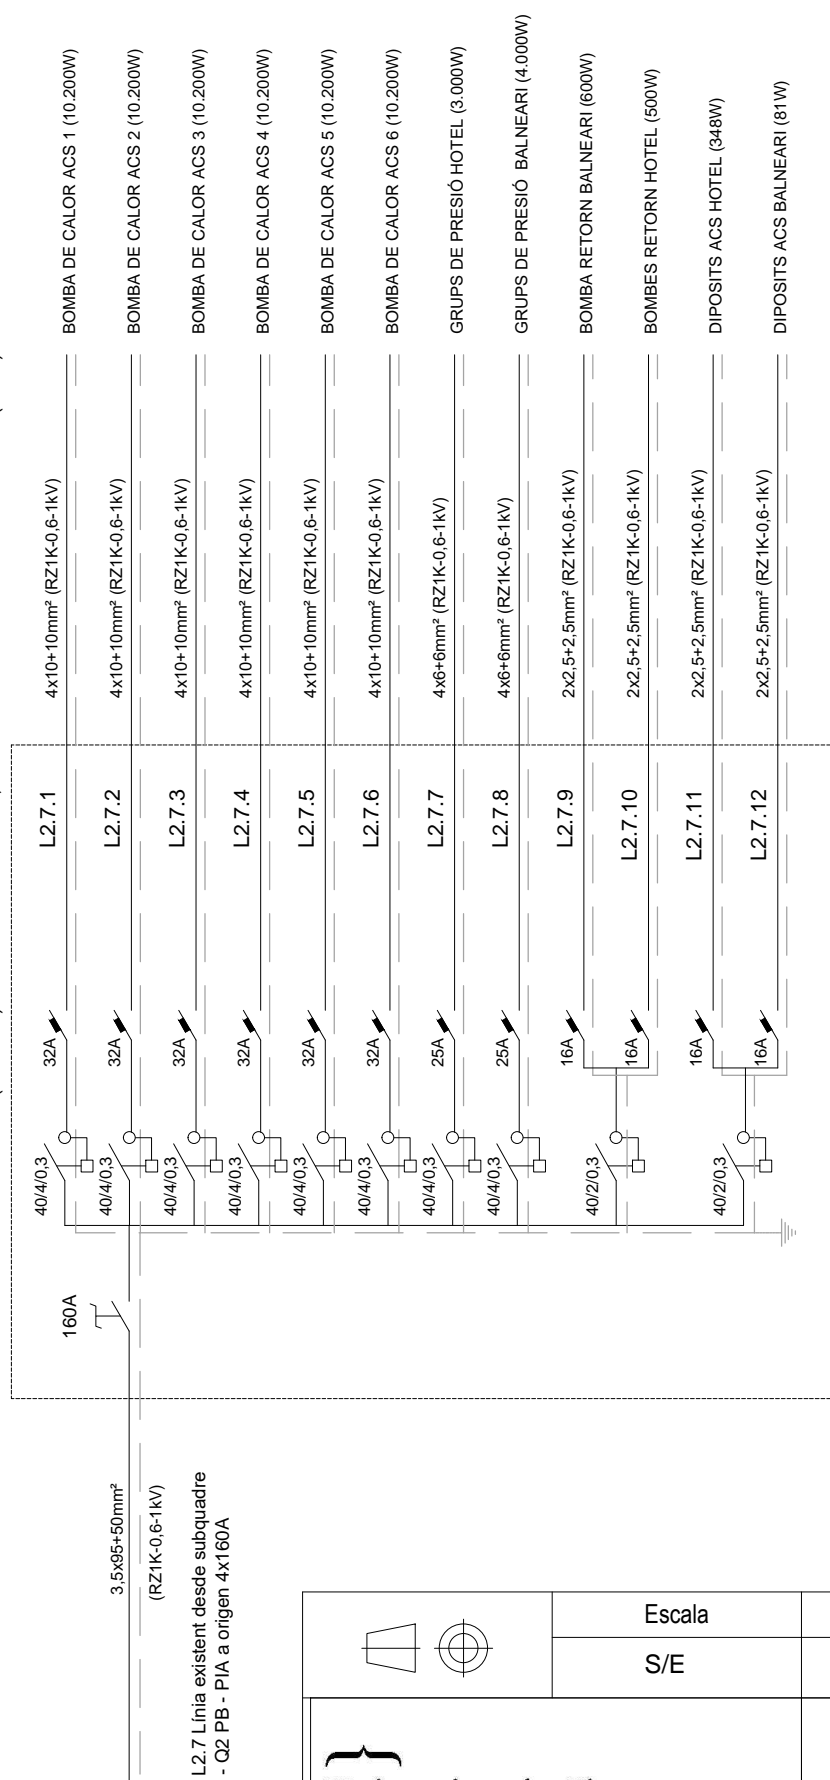 BOMBA DE CALOR ACS 1 (10.200W)
BOMBA DE CALOR ACS 2 (10.200W)
BOMBA DE CALOR ACS 3 (10.200W)
BOMBA DE CALOR ACS 4 (10.200W)
BOMBA DE CALOR ACS 5 (10.200W)
BOMBA DE CALOR ACS 6 (10.200W)
GRUPS DE PRESIÓ HOTEL (3.000W)
GRUPS DE PRESIÓ BALNEARI (4.000W)
BOMBA RETORN BALNEARI (600W)
BOMBES RETORN HOTEL (500W)
DIPOSITS ACS HOTEL (348W)
DIPOSITS ACS BALNEARI (81W)
4x10+10mm² (RZ1K-0,6-1kV)
4x10+10mm² (RZ1K-0,6-1kV)
4x10+10mm² (RZ1K-0,6-1kV)
4x10+10mm² (RZ1K-0,6-1kV)
4x10+10mm² (RZ1K-0,6-1kV)
4x10+10mm² (RZ1K-0,6-1kV)
4x6+6mm² (RZ1K-0,6-1kV)
4x6+6mm² (RZ1K-0,6-1kV)
2x2,5+2,5mm² (RZ1K-0,6-1kV)
2x2,5+2,5mm² (RZ1K-0,6-1kV)
2x2,5+2,5mm² (RZ1K-0,6-1kV)
2x2,5+2,5mm² (RZ1K-0,6-1kV)
L2.7.1
L2.7.2
L2.7.3
L2.7.4
L2.7.5
L2.7.6
L2.7.7
L2.7.8
L2.7.9
L2.7.10
L2.7.11
L2.7.12
32A
32A
32A
32A
32A
32A
25A
25A
16A
16A
16A
16A
40/4/0,3
40/4/0,3
40/4/0,3
40/4/0,3
40/4/0,3
40/4/0,3
40/4/0,3
40/4/0,3
40/2/0,3
40/2/0,3
160A
3,5x95+50mm²
(RZ1K-0,6-1kV)
L2.7 Línia existent desde subquadre
- Q2 PB - PIA a origen 4x160A
Escala
S/E